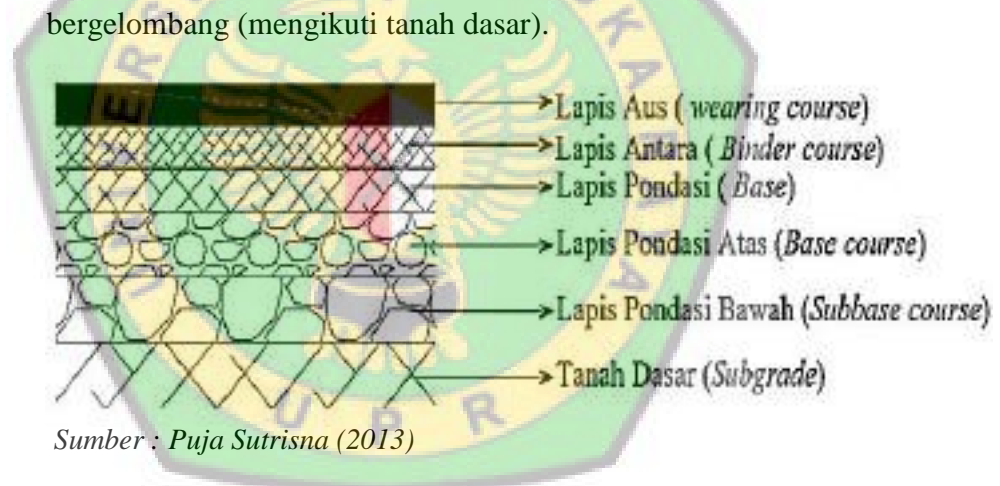 bergelombang (mengikuti tanah dasar).
Lapis Aus ( wearing course)
Lapis Antara ( Binder course)
Lapis Pondasi ( Base)
Lapis Pondasi Atas (Base course)
Lapis Pondasi Bawah (Subbase course)
Tanah Dasar (Subgrade)
U P R
Sumber : Puja Sutrisna (2013)